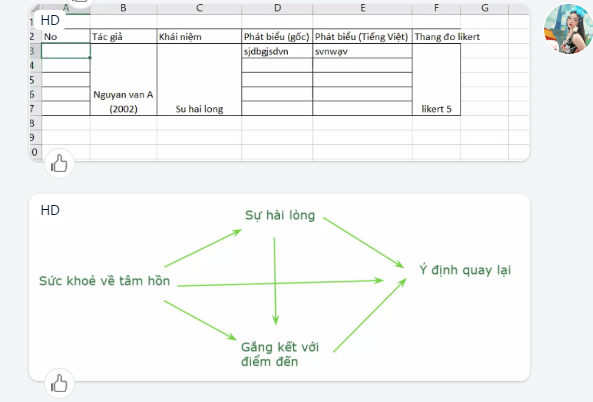 HD
A B C D E F G
1
2 No Tác giả Khái niệm Phát biểu (gốc) Phát biểu (Tiếng Việt) Thang đo likert
3 sjdbgjsdvn svnwạv
4
5
6 Nguyan van A
7 (2002) Su hai long likert 5
8
9
0
HD
Sự hài lòng
Ý định quay lại
Sức khoẻ về tâm hồn
Gắng kết với
điểm đến